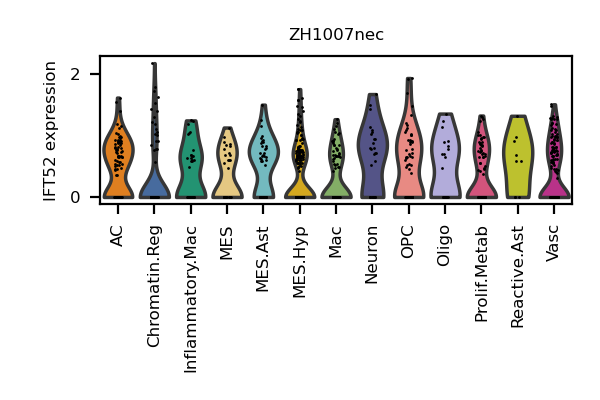 ZH1007nec
IFT52 expression
2
0
AC
Chromatin.Reg
Inflammatory.Mac
MES
MES.Ast
MES.Hyp
Mac
Neuron
OPC
Oligo
Prolif.Metab
Reactive.Ast
Vasc